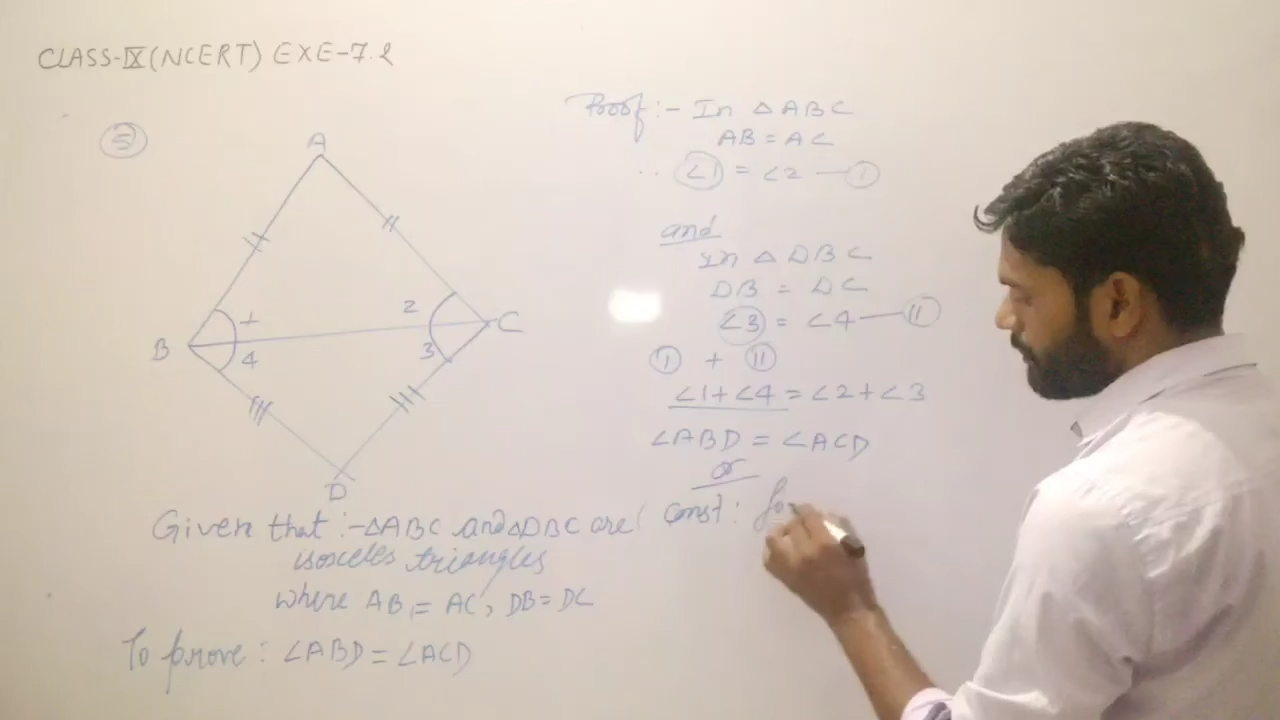 CLASS-IX (NCERT) EXE-7.2
5
A
B
C
D
1
2
3
4
Given that :- △ABC and △DBC are
isosceles triangles
where AB = AC, DB = DC
To prove : ∠ABD = ∠ACD
Proof :- In △ABC
AB = AC
∴ ∠1 = ∠2 — I
and
In △DBC
DB = DC
∠3 = ∠4 — II
I + II
∠1 + ∠4 = ∠2 + ∠3
∠ABD = ∠ACD
or
const :